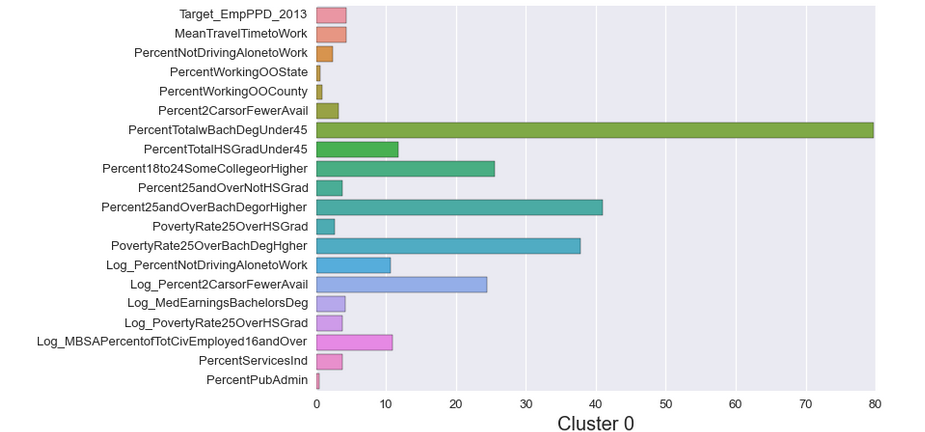 Target_EmpPPD_2013
MeanTravelTimetoWork
PercentNotDrivingAlonetoWork
PercentWorkingOOState
PercentWorkingOOCounty
Percent2CarsorFewerAvail
PercentTotalwBachDegUnder45
PercentTotalHSGradUnder45
Percent18to24SomeCollegeorHigher
Percent25andOverNotHSGrad
Percent25andOverBachDegorHigher
PovertyRate25OverHSGrad
PovertyRate25OverBachDegHgher
Log_PercentNotDrivingAlonetoWork
Log_Percent2CarsorFewerAvail
Log_MedEarningsBachelorsDeg
Log_PovertyRate25OverHSGrad
Log_MBSAPercentofTotCivEmployed16andOver
PercentServicesInd
PercentPubAdmin
0 10 20 30 40 50 60 70 80
Cluster 0